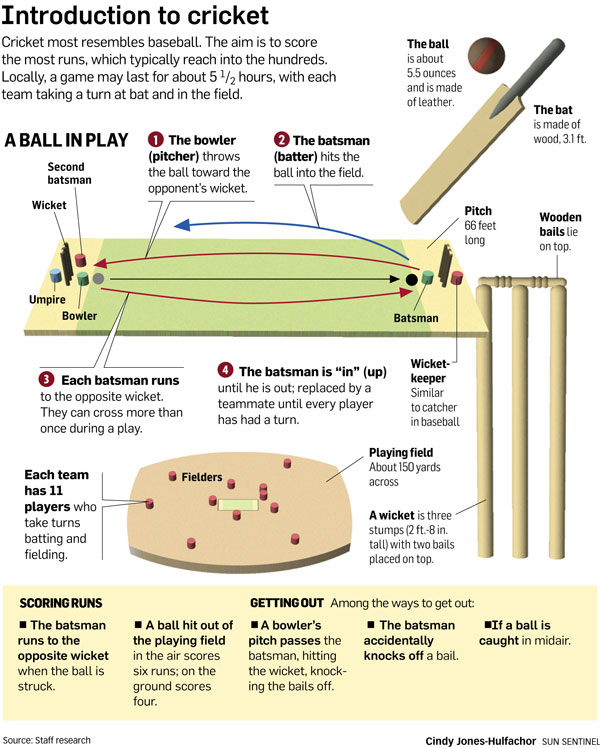 Introduction to cricket
Cricket most resembles baseball. The aim is to score
the most runs, which typically reach into the hundreds.
Locally, a game may last for about 5 1/2 hours, with each
team taking a turn at bat and in the field.
The ball
is about
5.5 ounces
and is made
of leather.
The bat
is made of
wood, 3.1 ft.
A BALL IN PLAY
1 The bowler
(pitcher) throws
the ball toward the
opponent's wicket.
2 The batsman
(batter) hits the
ball into the field.
Second
batsman
Wicket
Umpire
Bowler
Pitch
66 feet
long
Wooden
bails lie
on top.
Batsman
3 Each batsman runs
to the opposite wicket.
They can cross more than
once during a play.
4 The batsman is "in" (up)
until he is out; replaced by a
teammate until every player
has had a turn.
Wicket-
keeper
Similar
to catcher
in baseball
Each team
has 11
players who
take turns
batting and
fielding.
Fielders
Playing field
About 150 yards
across
A wicket is three
stumps (2 ft.-8 in.
tall) with two bails
placed on top.
SCORING RUNS
■ The batsman
runs to the
opposite wicket
when the ball is
struck.
■ A ball hit out of
the playing field
in the air scores
six runs; on the
ground scores
four.
GETTING OUT Among the ways to get out:
■ A bowler's
pitch passes the
batsman, hitting
the wicket, knock-
ing the bails off.
■ The batsman
accidentally
knocks off a bail.
■If a ball is
caught in midair.
Source: Staff research
Cindy Jones-Hulfachor SUN SENTINEL